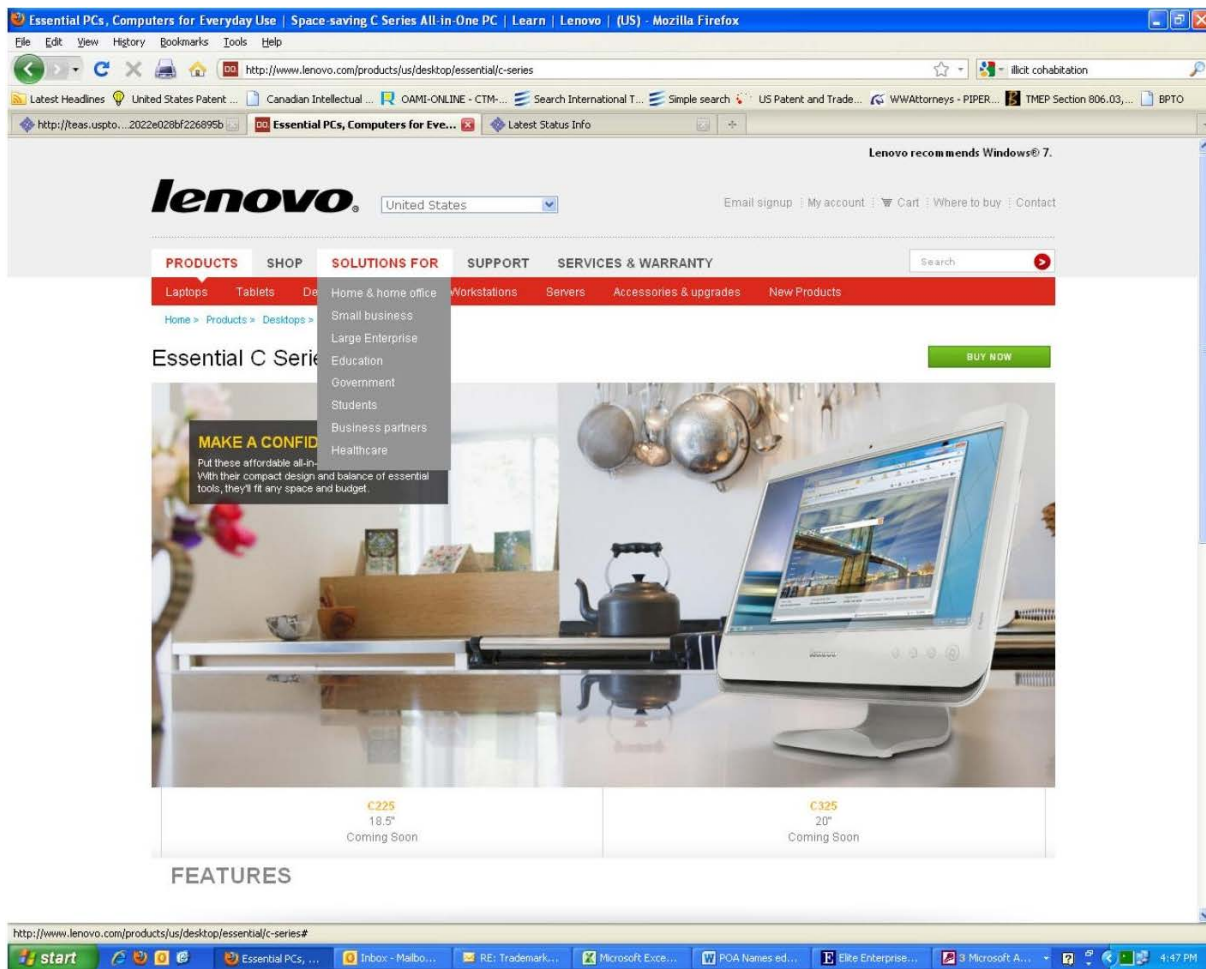 Essential PCs, Computers for Everyday Use | Space-saving C Series All-in-One PC | Learn | Lenovo | (US) - Mozilla Firefox
File Edit View History Bookmarks Tools Help
http://www.lenovo.com/products/us/desktop/essential/c-series
illicit cohabitation
Latest Headlines United States Patent ... Canadian Intellectual ... OAMI-ONLINE - CTM-... Search International T... Simple search US Patent and Trade... WWAttorneys - PIPER... TMEP Section 806.03,... BPTO
http://teas.uspto...2022e028bf226895b Essential PCs, Computers for Eve... Latest Status Info
Lenovo recommends Windows® 7.
lenovo®
United States
Email signup My account Cart Where to buy Contact
PRODUCTS SHOP SOLUTIONS FOR SUPPORT SERVICES & WARRANTY
Search
Laptops Tablets De Workstations Servers Accessories & upgrades New Products
Home & home office
Small business
Large Enterprise
Education
Government
Students
Business partners
Healthcare
Home > Products > Desktops >
Essential C Serie
BUY NOW
MAKE A CONFID
Put these affordable all-in-
With their compact design and balance of essential
tools, they'll fit any space and budget.
lenovo
C225
18.5"
Coming Soon
C325
20"
Coming Soon
FEATURES
http://www.lenovo.com/products/us/desktop/essential/c-series#
start Essential PCs, ... Inbox - Mailbo... RE: Trademark... Microsoft Exce... POA Names ed... Elite Enterprise... 3 Microsoft A... 4:47 PM